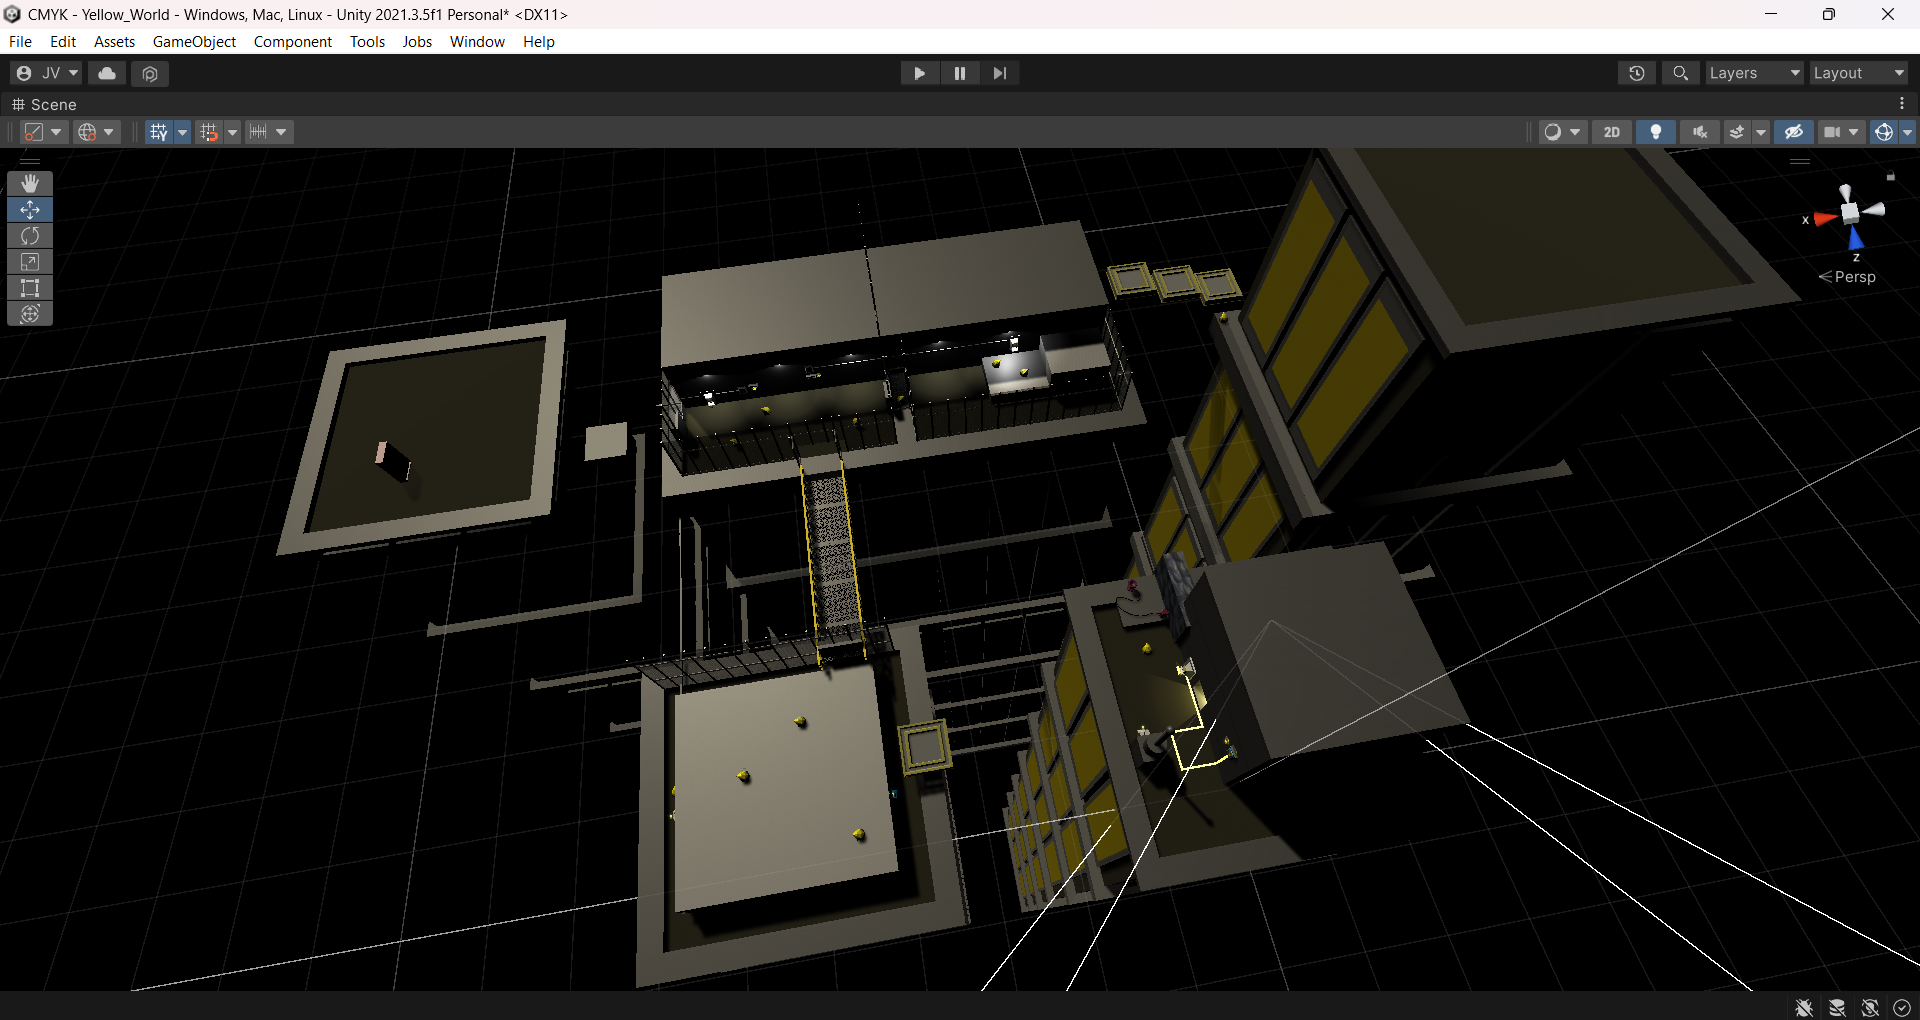 CMYK - Yellow_World - Windows, Mac, Linux - Unity 2021.3.5f1 Personal* <DX11>
File Edit Assets GameObject Component Tools Jobs Window Help
JV Layers Layout
Scene
2D
x
z
Persp